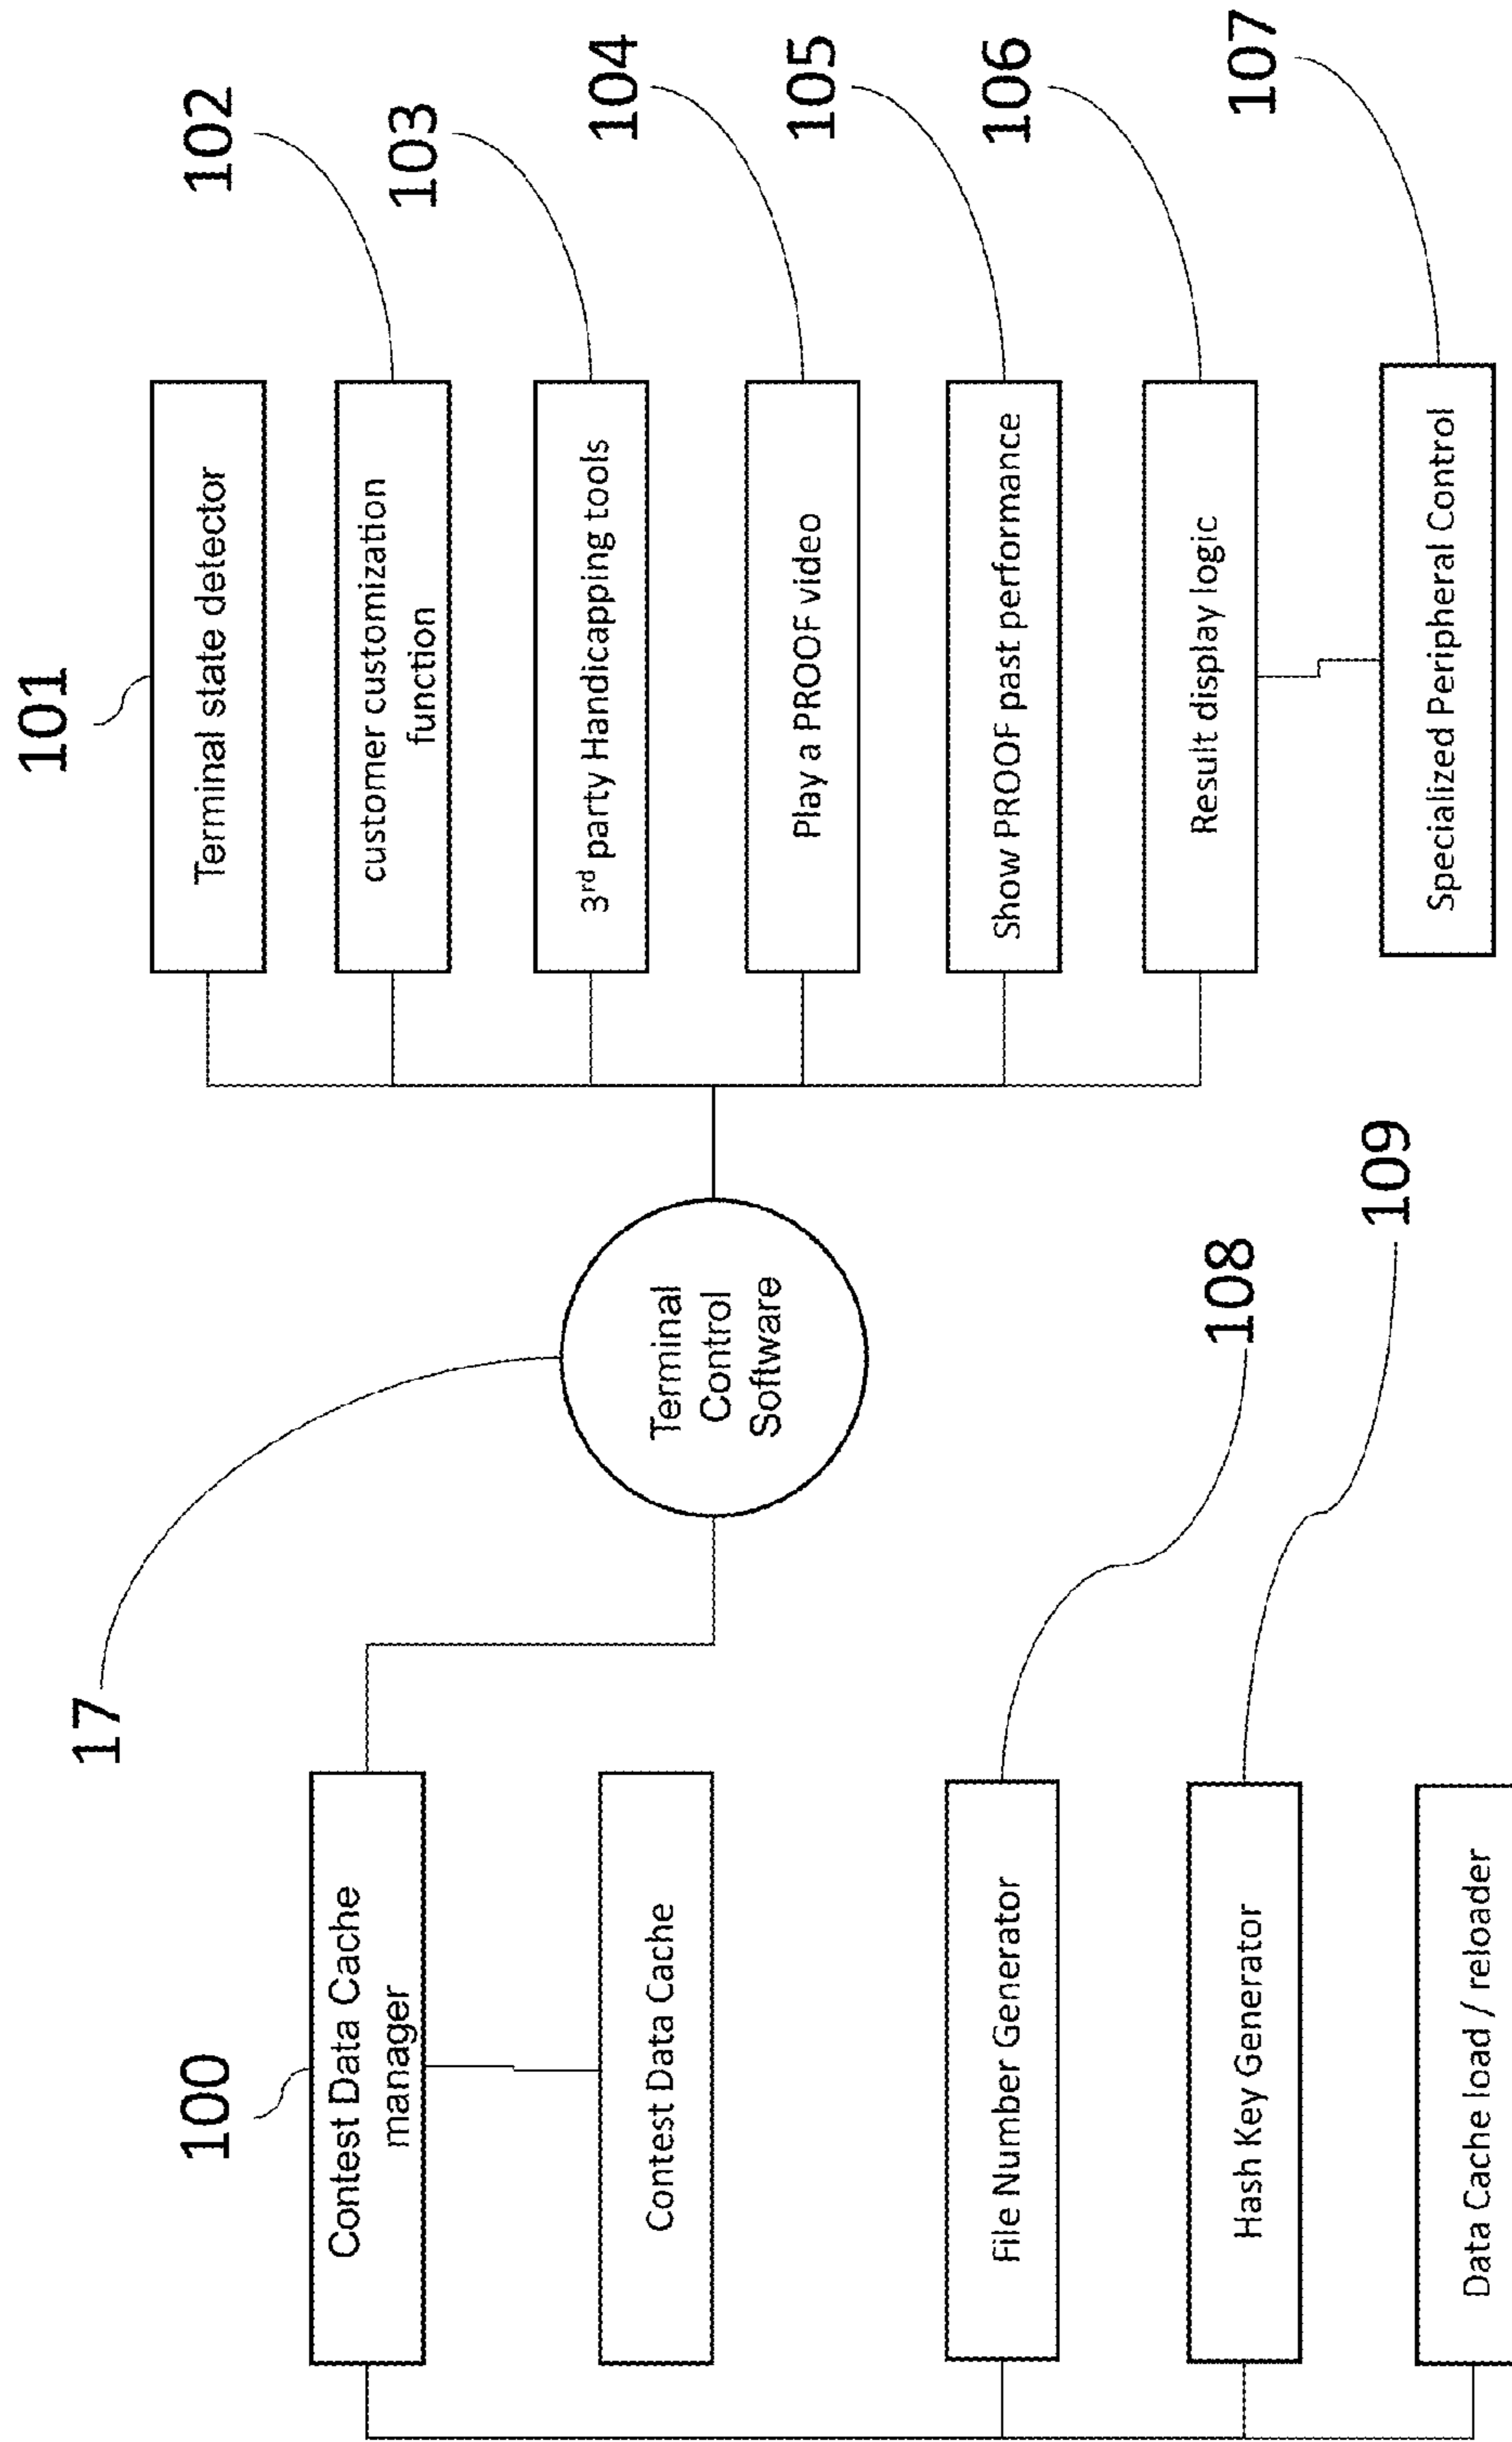 17
100
Contest Data Cache
manager
Contest Data Cache
File Number Generator
108
Hash Key Generator
109
Data Cache load / reloader
Terminal
Control
Software
101
Terminal state detector
102
customer customization
function
103
3rd party Handicapping tools
104
Play a PROOF video
105
Show PROOF past performance
106
Result display logic
107
Specialized Peripheral Control